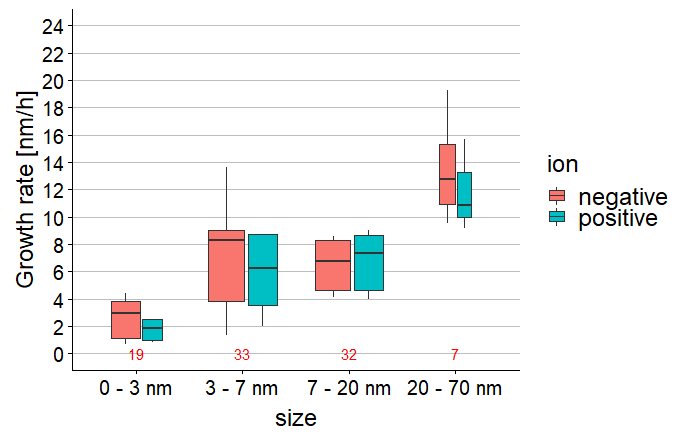 Growth rate [nm/h]
24
22
20
18
16
14
12
10
8
6
4
2
0
19 33 32 7
0 - 3 nm 3 - 7 nm 7 - 20 nm 20 - 70 nm
size
ion
negative
positive